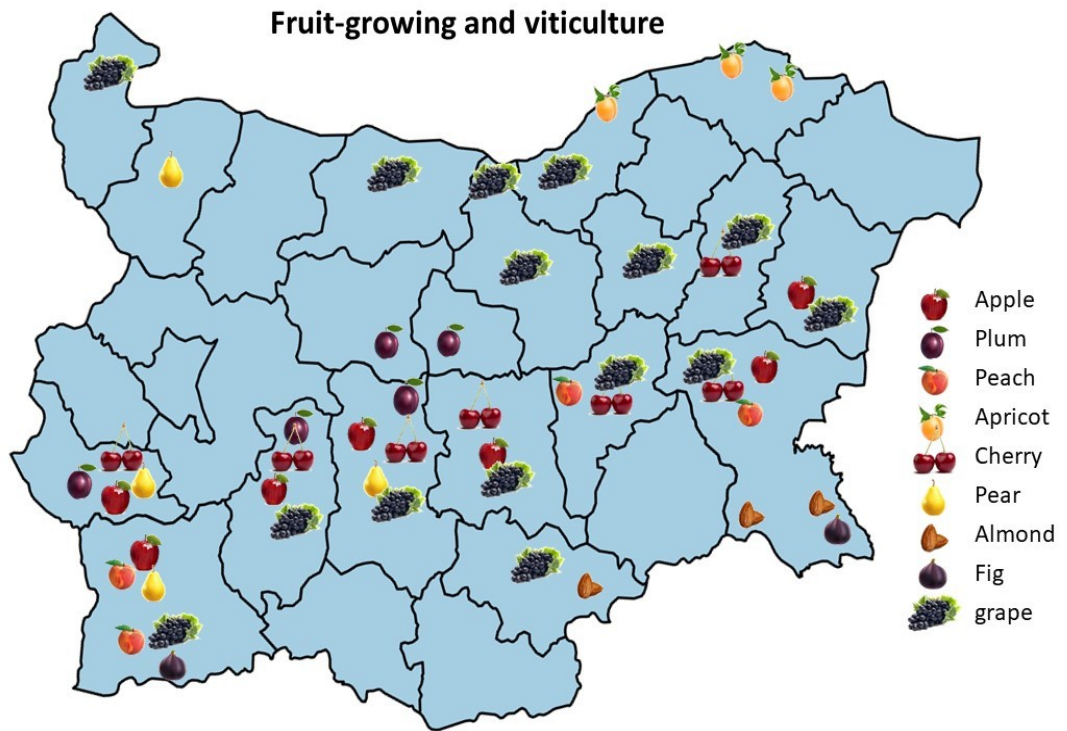 Fruit-growing and viticulture
Apple
Plum
Peach
Apricot
Cherry
Pear
Almond
Fig
grape